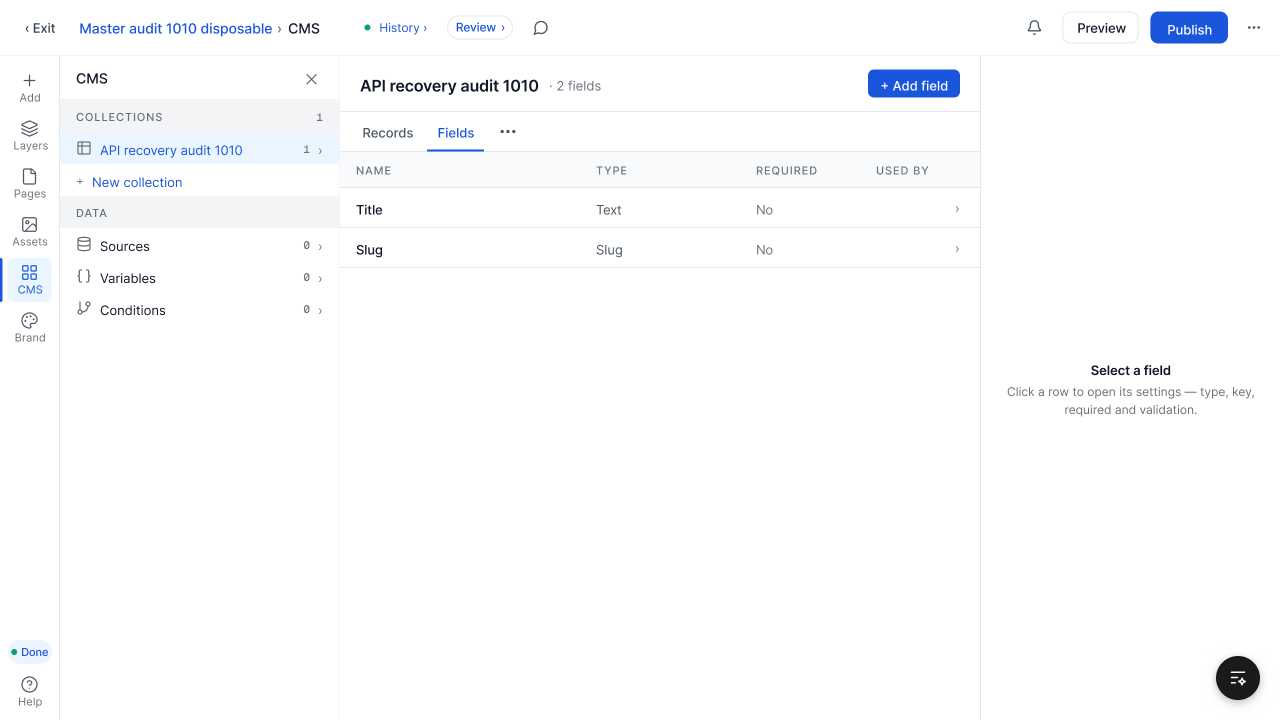 ‹ Exit
Master audit 1010 disposable › CMS
History ›
Review ›
Preview
Publish
Add
Layers
Pages
Assets
CMS
Brand
Done
Help
CMS
COLLECTIONS 1
API recovery audit 1010 1 ›
+ New collection
DATA
Sources 0 ›
Variables 0 ›
Conditions 0 ›
API recovery audit 1010 · 2 fields
+ Add field
Records Fields •••
NAME TYPE REQUIRED USED BY
Title Text No ›
Slug Slug No ›
Select a field
Click a row to open its settings — type, key,
required and validation.